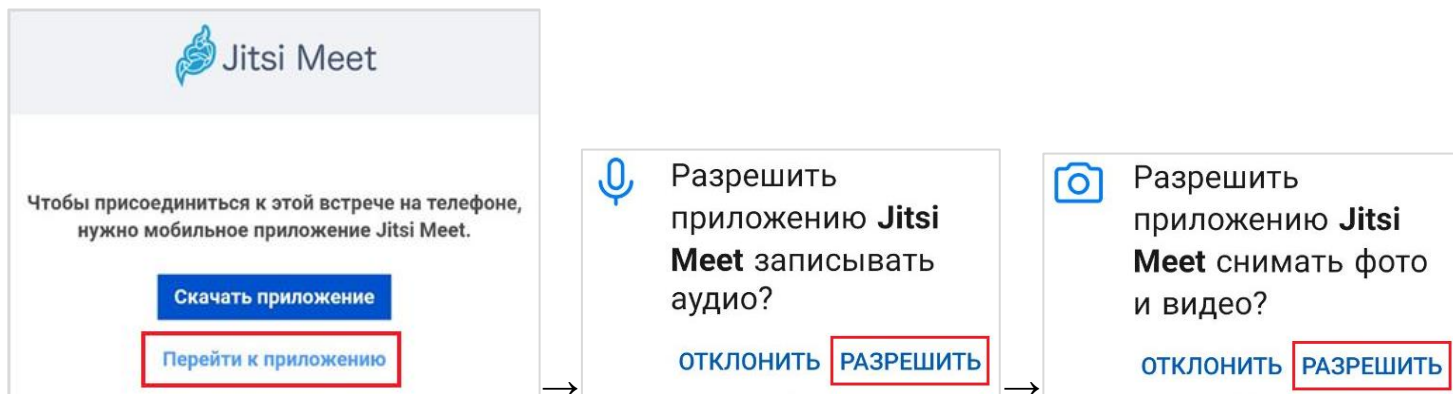 Jitsi Meet
Чтобы присоединиться к этой встрече на телефоне,
нужно мобильное приложение Jitsi Meet.
Скачать приложение
Перейти к приложению
→
Разрешить
приложению Jitsi
Meet записывать
аудио?
ОТКЛОНИТЬ РАЗРЕШИТЬ
→
Разрешить
приложению Jitsi
Meet снимать фото
и видео?
ОТКЛОНИТЬ РАЗРЕШИТЬ